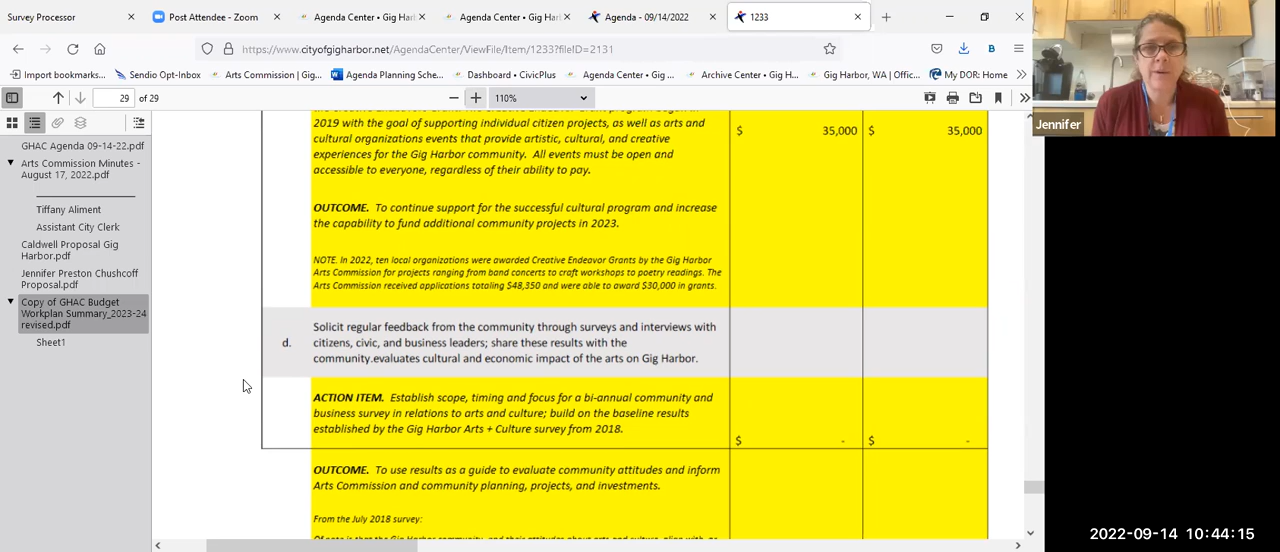 Survey Processor
Post Attendee - Zoom
Agenda Center • Gig Har
Agenda Center • Gig Har
Agenda - 09/14/2022
1233
https://www.cityofgigharbor.net/AgendaCenter/ViewFile/Item/1233?fileID=2131
Import bookmarks...
Sendio Opt-Inbox
Arts Commission | Gig...
Agenda Planning Sche...
Dashboard • CivicPlus
Agenda Center • Gig ...
Archive Center • Gig H...
Gig Harbor, WA | Offic...
My DOR: Home
29 of 29
110%
Jennifer
GHAC Agenda 09-14-22.pdf
Arts Commission Minutes -
August 17, 2022.pdf
Tiffany Aliment
Assistant City Clerk
Caldwell Proposal Gig
Harbor.pdf
Jennifer Preston Chushcoff
Proposal.pdf
Copy of GHAC Budget
Workplan Summary_2023-24
revised.pdf
Sheet1
2019 with the goal of supporting individual citizen projects, as well as arts and
cultural organizations events that provide artistic, cultural, and creative
experiences for the Gig Harbor community. All events must be open and
accessible to everyone, regardless of their ability to pay.
$ 35,000 $ 35,000
OUTCOME. To continue support for the successful cultural program and increase
the capability to fund additional community projects in 2023.
NOTE. In 2022, ten local organizations were awarded Creative Endeavor Grants by the Gig Harbor
Arts Commission for projects ranging from band concerts to craft workshops to poetry readings. The
Arts Commission received applications totaling $48,350 and were able to award $30,000 in grants.
d.
Solicit regular feedback from the community through surveys and interviews with
citizens, civic, and business leaders; share these results with the
community.evaluates cultural and economic impact of the arts on Gig Harbor.
ACTION ITEM. Establish scope, timing and focus for a bi-annual community and
business survey in relations to arts and culture; build on the baseline results
established by the Gig Harbor Arts + Culture survey from 2018.
$ - $ -
OUTCOME. To use results as a guide to evaluate community attitudes and inform
Arts Commission and community planning, projects, and investments.
From the July 2018 survey:
2022-09-14 10:44:15